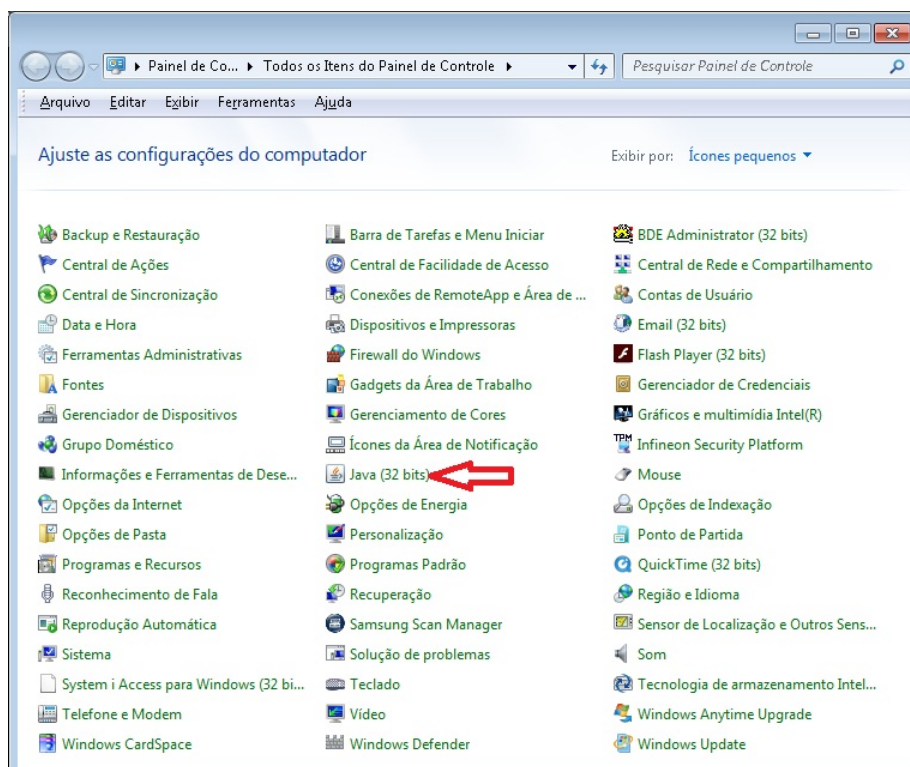 Painel de Co... Todos os Itens do Painel de Controle Pesquisar Painel de Controle
Arquivo Editar Exibir Ferramentas Ajuda
Ajuste as configurações do computador Exibir por: Ícones pequenos
Backup e Restauração Barra de Tarefas e Menu Iniciar BDE Administrator (32 bits)
Central de Ações Central de Facilidade de Acesso Central de Rede e Compartilhamento
Central de Sincronização Conexões de RemoteApp e Área de ... Contas de Usuário
Data e Hora Dispositivos e Impressoras Email (32 bits)
Ferramentas Administrativas Firewall do Windows Flash Player (32 bits)
Fontes Gadgets da Área de Trabalho Gerenciador de Credenciais
Gerenciador de Dispositivos Gerenciamento de Cores Gráficos e multimídia Intel(R)
Grupo Doméstico Ícones da Área de Notificação TPM Infineon Security Platform
Informações e Ferramentas de Dese... Java (32 bits) Mouse
Opções da Internet Opções de Energia Opções de Indexação
Opções de Pasta Personalização Ponto de Partida
Programas e Recursos Programas Padrão QuickTime (32 bits)
Reconhecimento de Fala Recuperação Região e Idioma
Reprodução Automática Samsung Scan Manager Sensor de Localização e Outros Sens...
Sistema Solução de problemas Som
System i Access para Windows (32 bi... Teclado Tecnologia de armazenamento Intel...
Telefone e Modem Vídeo Windows Anytime Upgrade
Windows CardSpace Windows Defender Windows Update